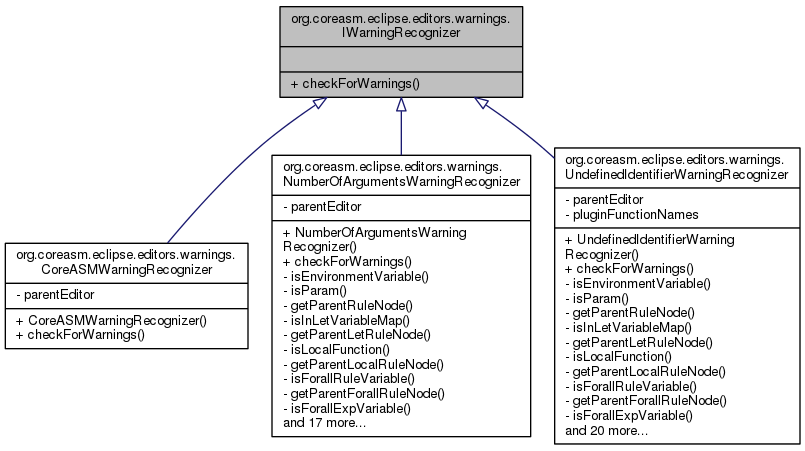 org.coreasm.eclipse.editors.warnings.
IWarningRecognizer
+ checkForWarnings()
org.coreasm.eclipse.editors.warnings.
CoreASMWarningRecognizer
- parentEditor
+ CoreASMWarningRecognizer()
+ checkForWarnings()
org.coreasm.eclipse.editors.warnings.
NumberOfArgumentsWarningRecognizer
- parentEditor
+ NumberOfArgumentsWarning
Recognizer()
+ checkForWarnings()
- isEnvironmentVariable()
- isParam()
- getParentRuleNode()
- isInLetVariableMap()
- getParentLetRuleNode()
- isLocalFunction()
- getParentLocalRuleNode()
- isForallRuleVariable()
- getParentForallRuleNode()
- isForallExpVariable()
and 17 more...
org.coreasm.eclipse.editors.warnings.
UndefinedIdentifierWarningRecognizer
- parentEditor
- pluginFunctionNames
+ UndefinedIdentifierWarning
Recognizer()
+ checkForWarnings()
- isEnvironmentVariable()
- isParam()
- getParentRuleNode()
- isInLetVariableMap()
- getParentLetRuleNode()
- isLocalFunction()
- getParentLocalRuleNode()
- isForallRuleVariable()
- getParentForallRuleNode()
- isForallExpVariable()
and 20 more...